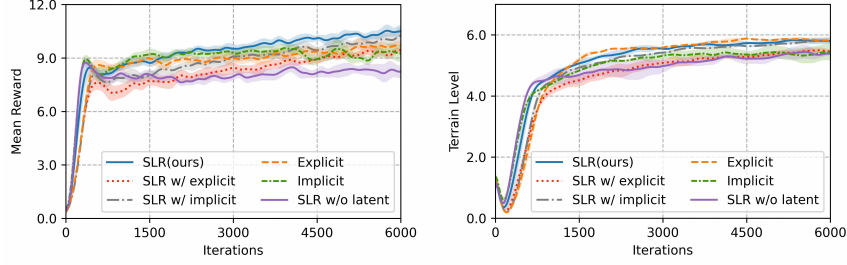 12.0
9.0
6.0
3.0
0.0
Mean Reward
SLR(ours)
SLR w/ explicit
SLR w/ implicit
Explicit
Implicit
SLR w/o latent
0 1500 3000 4500 6000
Iterations
6.0
4.0
2.0
0.0
Terrain Level
SLR(ours)
SLR w/ explicit
SLR w/ implicit
Explicit
Implicit
SLR w/o latent
0 1500 3000 4500 6000
Iterations